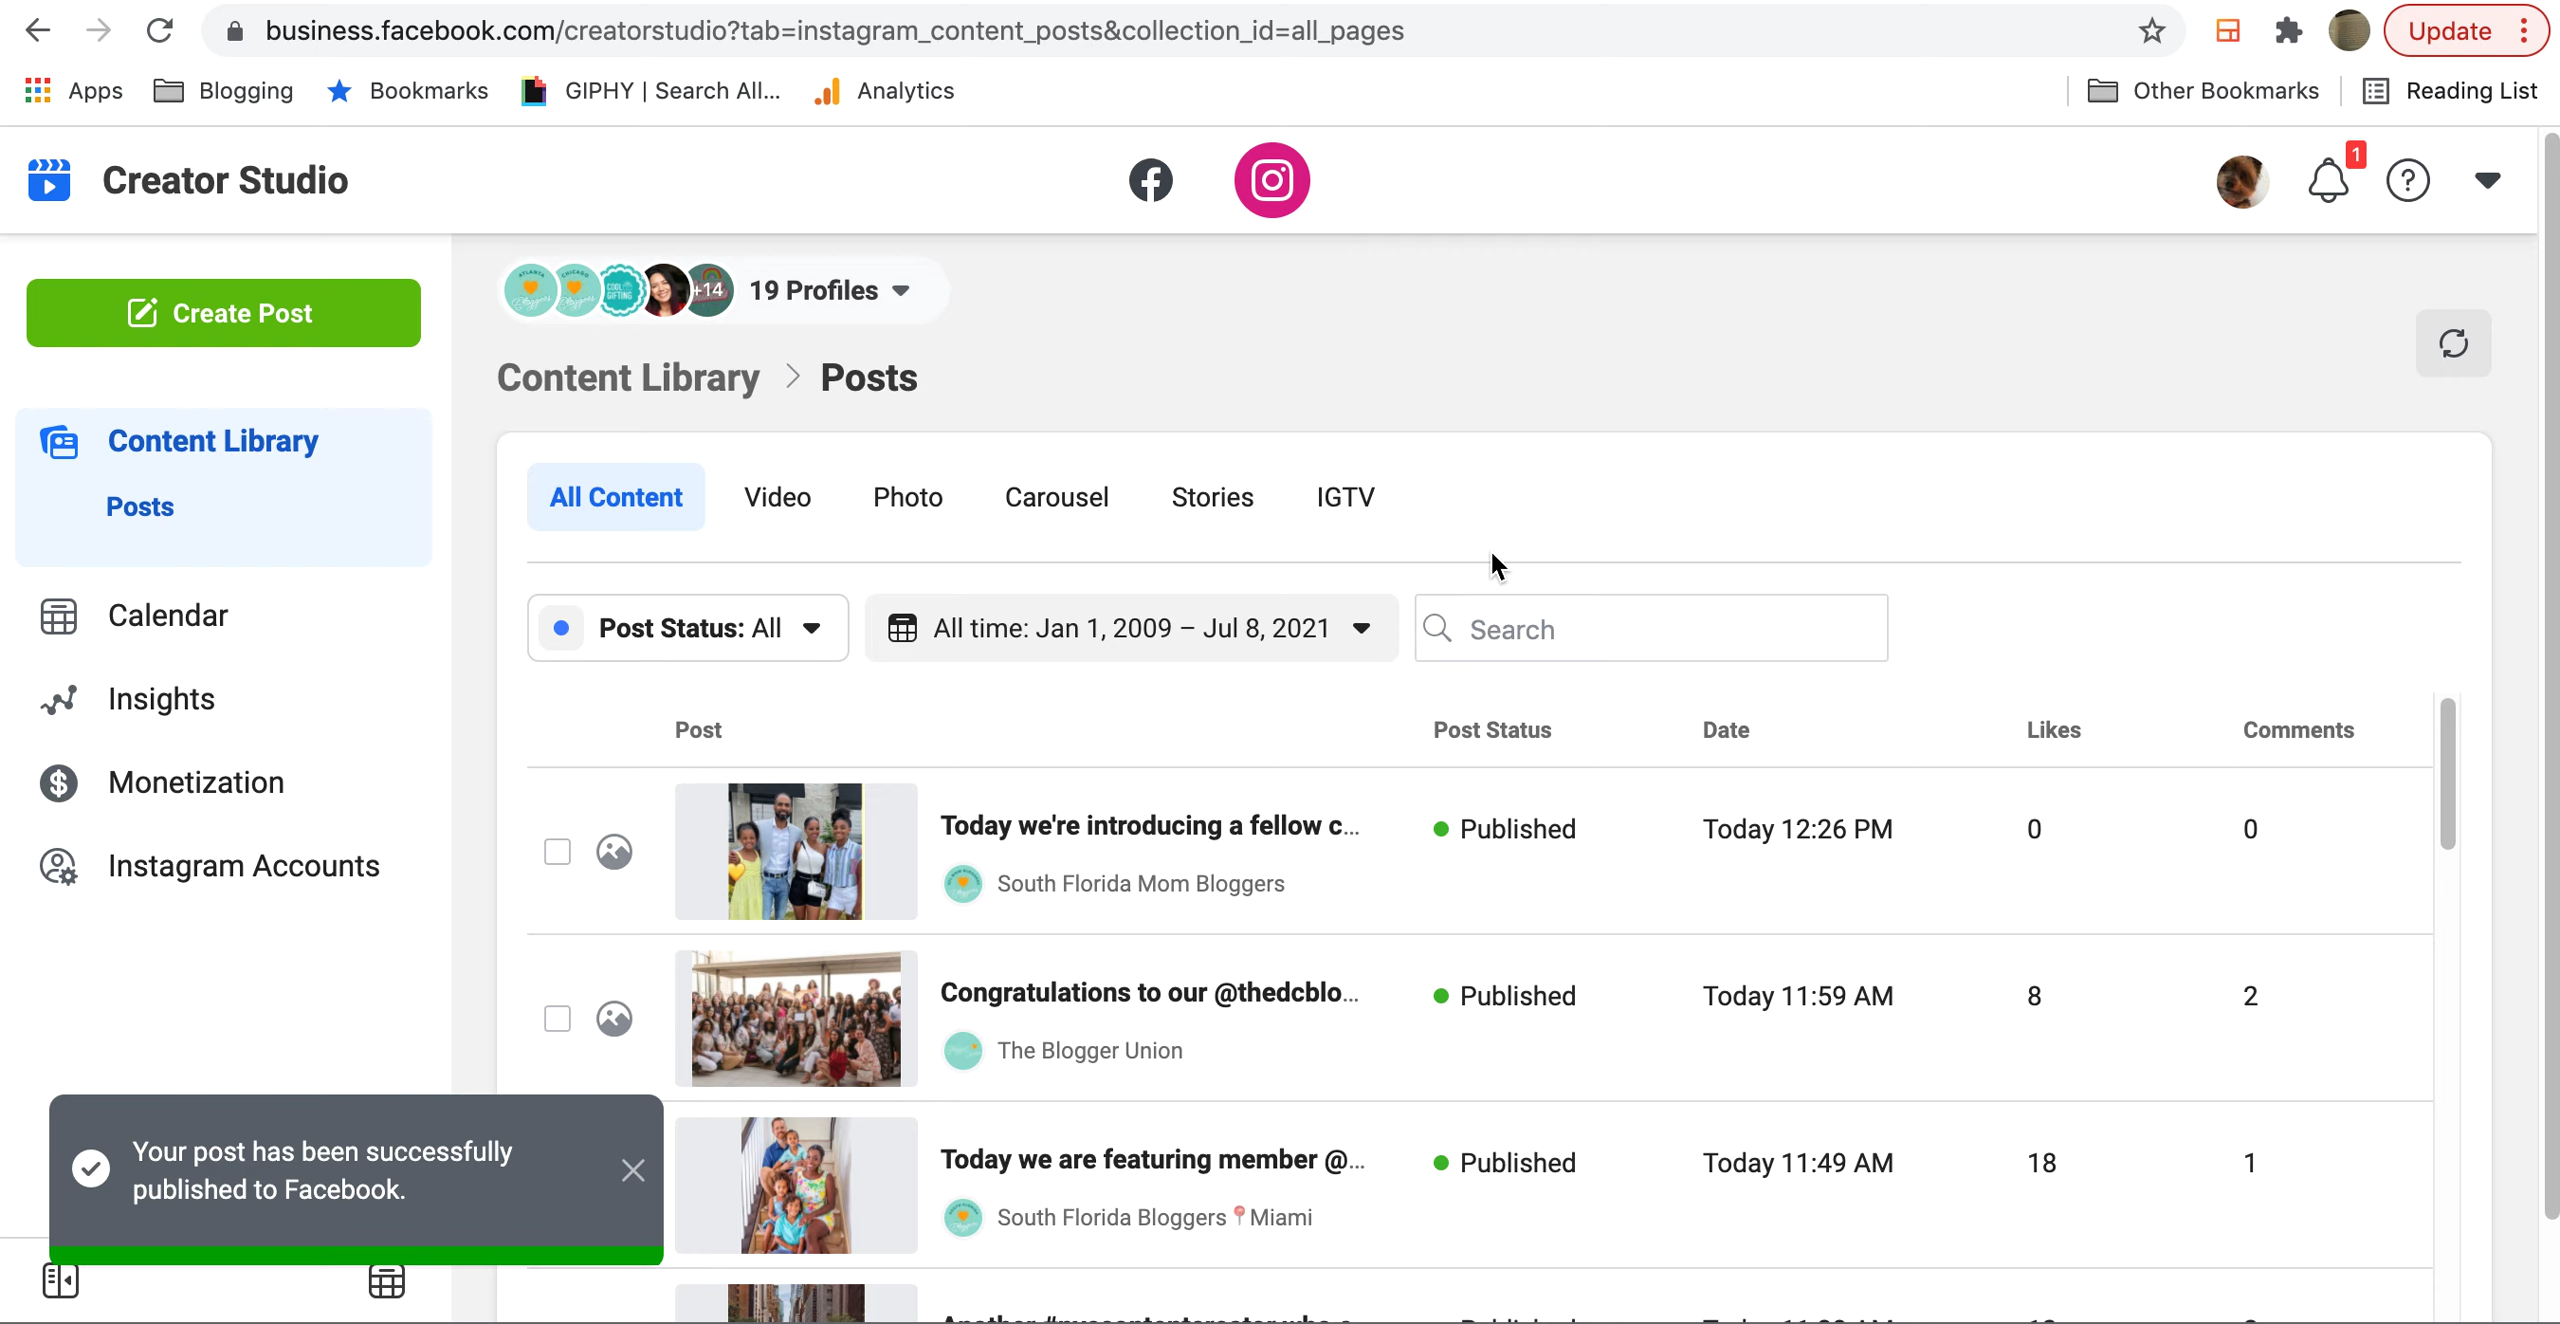 business.facebook.com/creatorstudio?tab=instagram_content_posts&collection_id=all_pages
Update
Apps
Blogging
Bookmarks
GIPHY | Search All...
Analytics
Other Bookmarks
Reading List
Creator Studio
1
Create Post
ATLANTA
CHICAGO
COOL GIFTING
+14
19 Profiles
Content Library > Posts
Content Library
Posts
All Content
Video
Photo
Carousel
Stories
IGTV
Calendar
Post Status: All
All time: Jan 1, 2009 – Jul 8, 2021
Search
Insights
Post
Post Status
Date
Likes
Comments
Monetization
Instagram Accounts
Today we're introducing a fellow c...
Published
Today 12:26 PM
0
0
South Florida Mom Bloggers
Congratulations to our @thedcblo...
Published
Today 11:59 AM
8
2
The Blogger Union
Your post has been successfully
published to Facebook.
Today we are featuring member @...
Published
Today 11:49 AM
18
1
South Florida Bloggers📍Miami